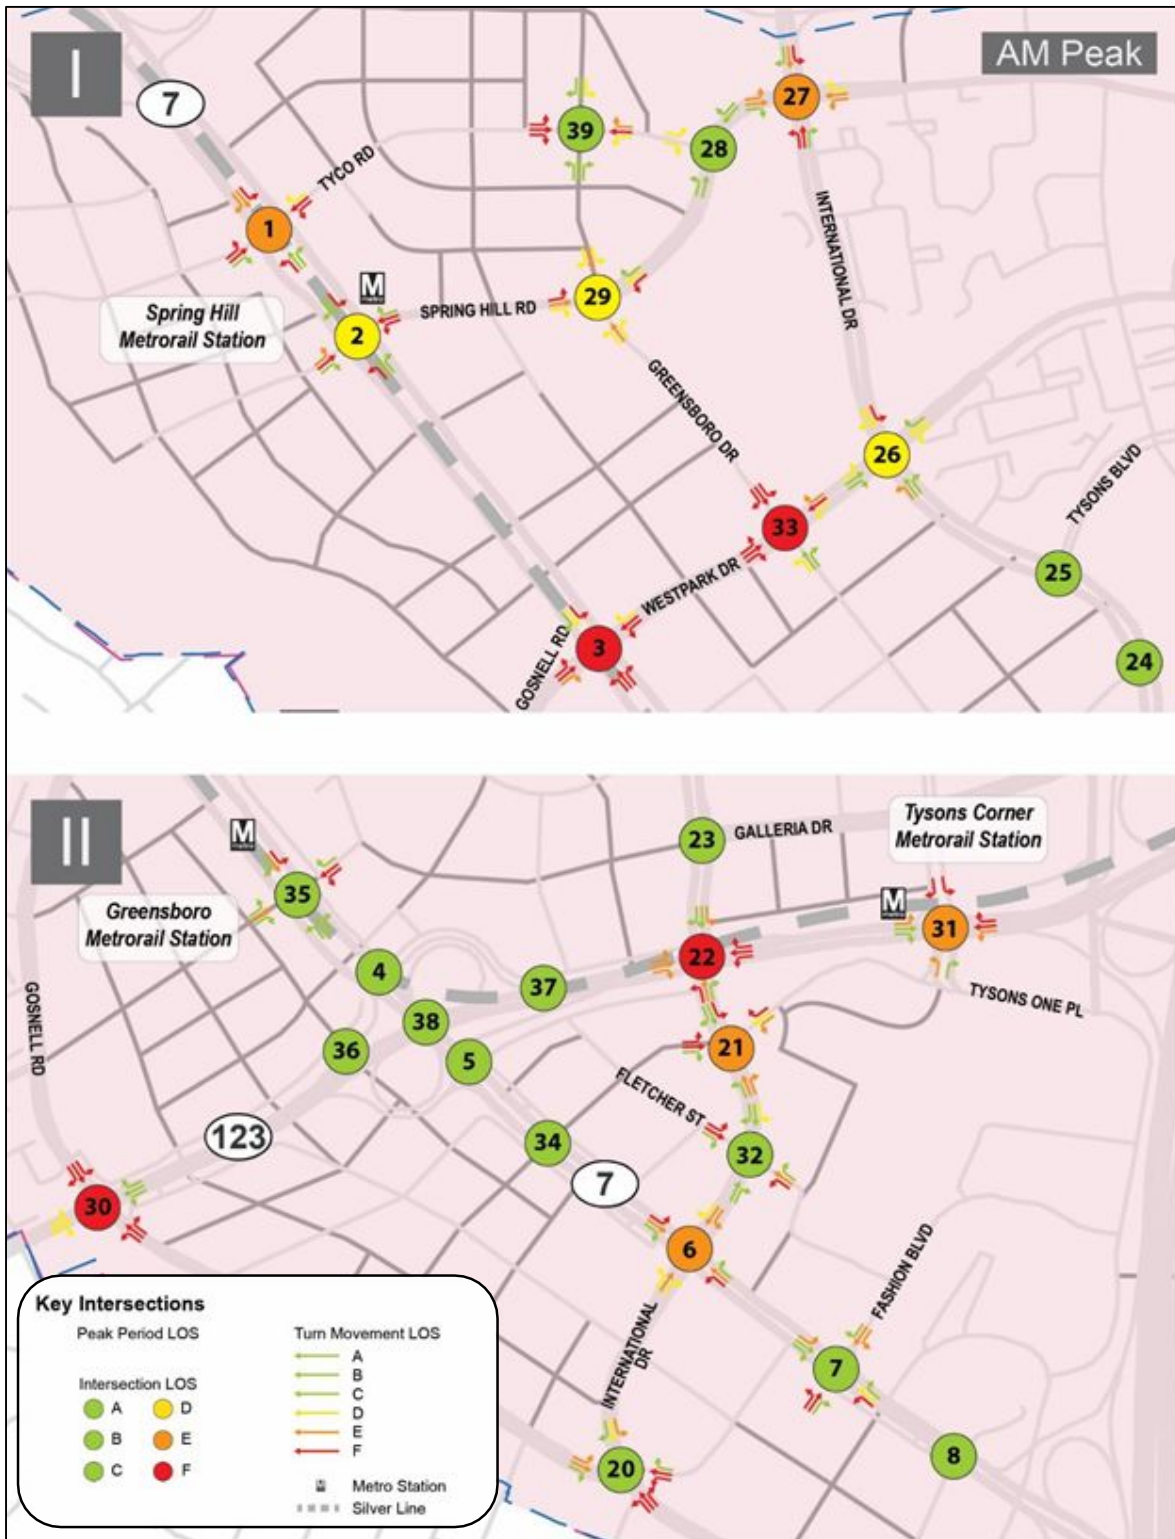 I
AM Peak
7
27
39
28
TYCO RD
1
INTERNATIONAL DR
M
metro
29
SPRING HILL RD
Spring Hill
Metrorail Station
2
GREENSBORO DR
26
TYSONS BLVD
33
25
WESTPARK DR
GOSNELL RD
3
24
II
Tysons Corner
Metrorail Station
M
23
GALLERIA DR
35
M
31
Greensboro
Metrorail Station
22
4
37
TYSONS ONE PL
GOSNELL RD
38
36
5
21
FLETCHER ST
123
34
32
7
30
6
FASHION BLVD
INTERNATIONAL
DR
7
8
20
Key Intersections
Peak Period LOS
Turn Movement LOS
A
B
C
D
E
F
Intersection LOS
A
D
B
E
C
F
M
Metro Station
Silver Line